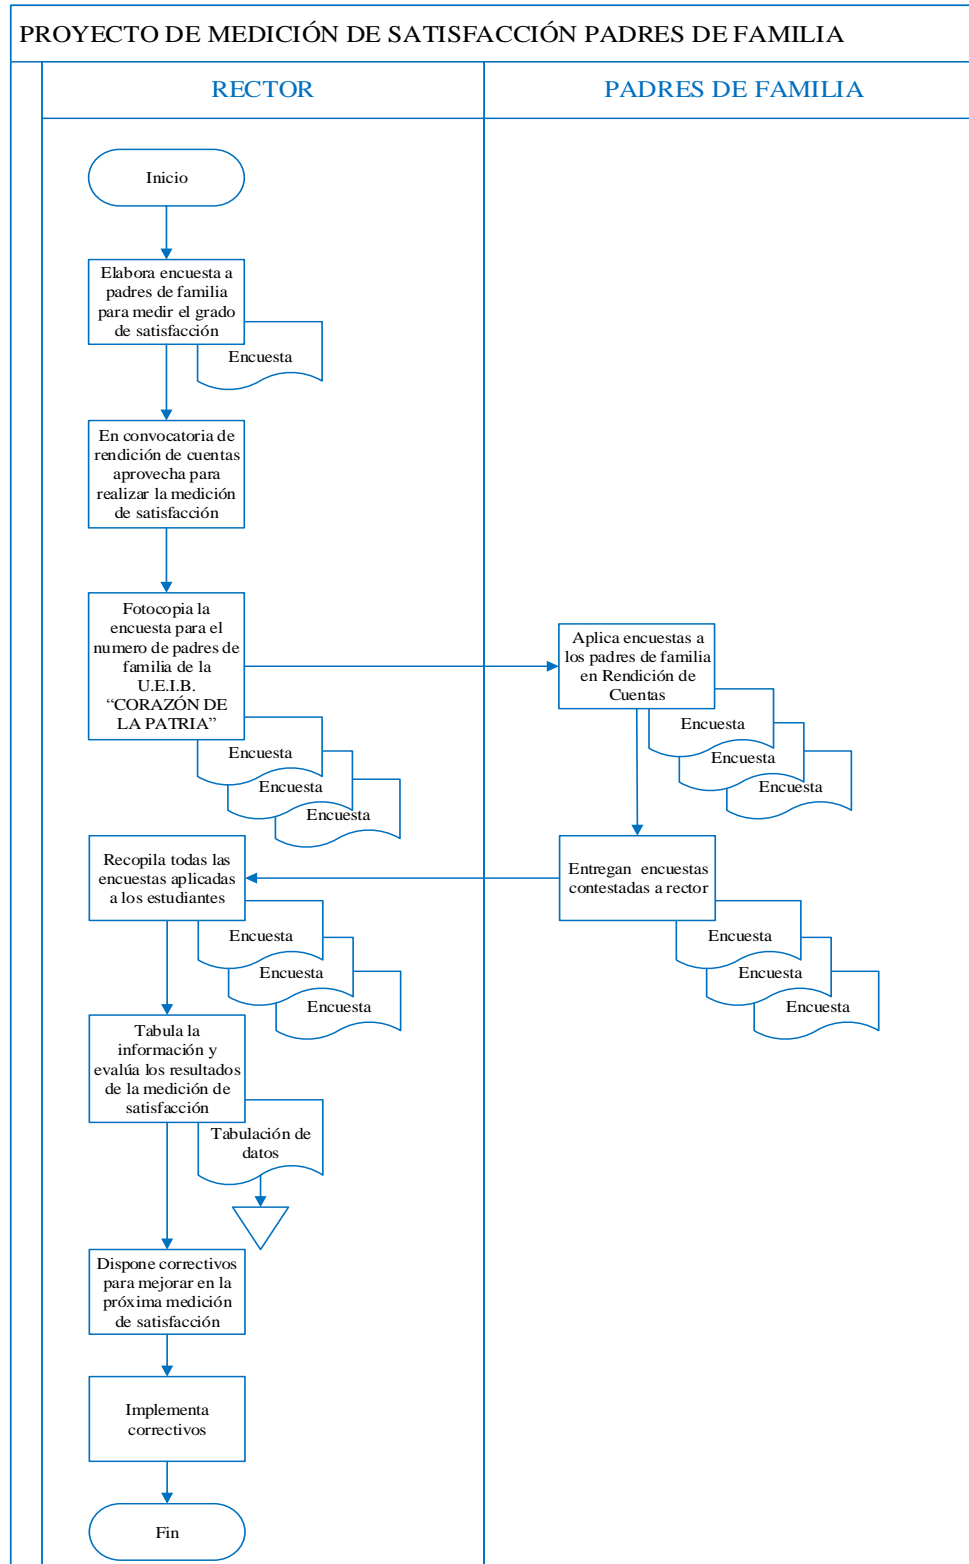 PROYECTO DE MEDICIÓN DE SATISFACCIÓN PADRES DE FAMILIA
RECTOR
PADRES DE FAMILIA
Inicio
Elabora encuesta a
padres de familia
para medir el grado
de satisfacción
Encuesta
En convocatoria de
rendición de cuentas
aprovecha para
realizar la medición
de satisfacción
Fotocopia la
encuesta para el
numero de padres de
familia de la
U.E.I.B.
“CORAZÓN DE
LA PATRIA”
Encuesta
Encuesta
Encuesta
Aplica encuestas a
los padres de familia
en Rendición de
Cuentas
Encuesta
Encuesta
Encuesta
Entregan encuestas
contestadas a rector
Encuesta
Encuesta
Encuesta
Recopila todas las
encuestas aplicadas
a los estudiantes
Encuesta
Encuesta
Encuesta
Tabula la
información y
evalúa los resultados
de la medición de
satisfacción
Tabulación de
datos
Dispone correctivos
para mejorar en la
próxima medición
de satisfacción
Implementa
correctivos
Fin